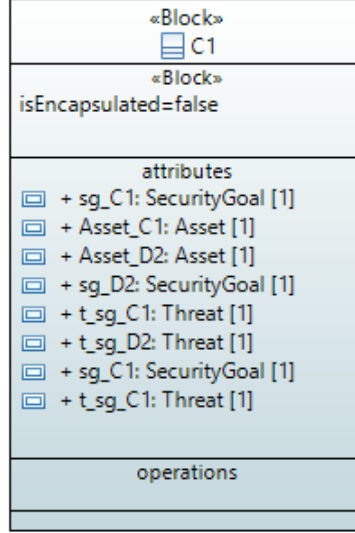 «Block»
C1
«Block»
isEncapsulated=false
attributes
+ sg_C1: SecurityGoal [1]
+ Asset_C1: Asset [1]
+ Asset_D2: Asset [1]
+ sg_D2: SecurityGoal [1]
+ t_sg_C1: Threat [1]
+ t_sg_D2: Threat [1]
+ sg_C1: SecurityGoal [1]
+ t_sg_C1: Threat [1]
operations